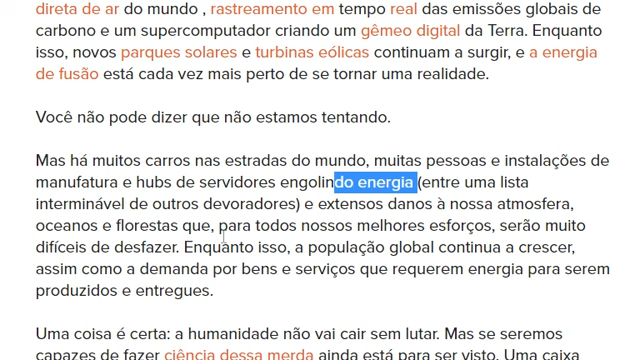 direta de ar do mundo , rastreamento em tempo real das emissões globais de
carbono e um supercomputador criando um gêmeo digital da Terra. Enquanto
isso, novos parques solares e turbinas eólicas continuam a surgir, e a energia
de fusão está cada vez mais perto de se tornar uma realidade.
Você não pode dizer que não estamos tentando.
Mas há muitos carros nas estradas do mundo, muitas pessoas e instalações de
manufatura e hubs de servidores engolindo energia (entre uma lista
interminável de outros devoradores) e extensos danos à nossa atmosfera,
oceanos e florestas que, para todos nossos melhores esforços, serão muito
difíceis de desfazer. Enquanto isso, a população global continua a crescer,
assim como a demanda por bens e serviços que requerem energia para serem
produzidos e entregues.
Uma coisa é certa: a humanidade não vai cair sem lutar. Mas se seremos
capazes de fazer ciência dessa merda ainda está para ser visto. Uma caixa